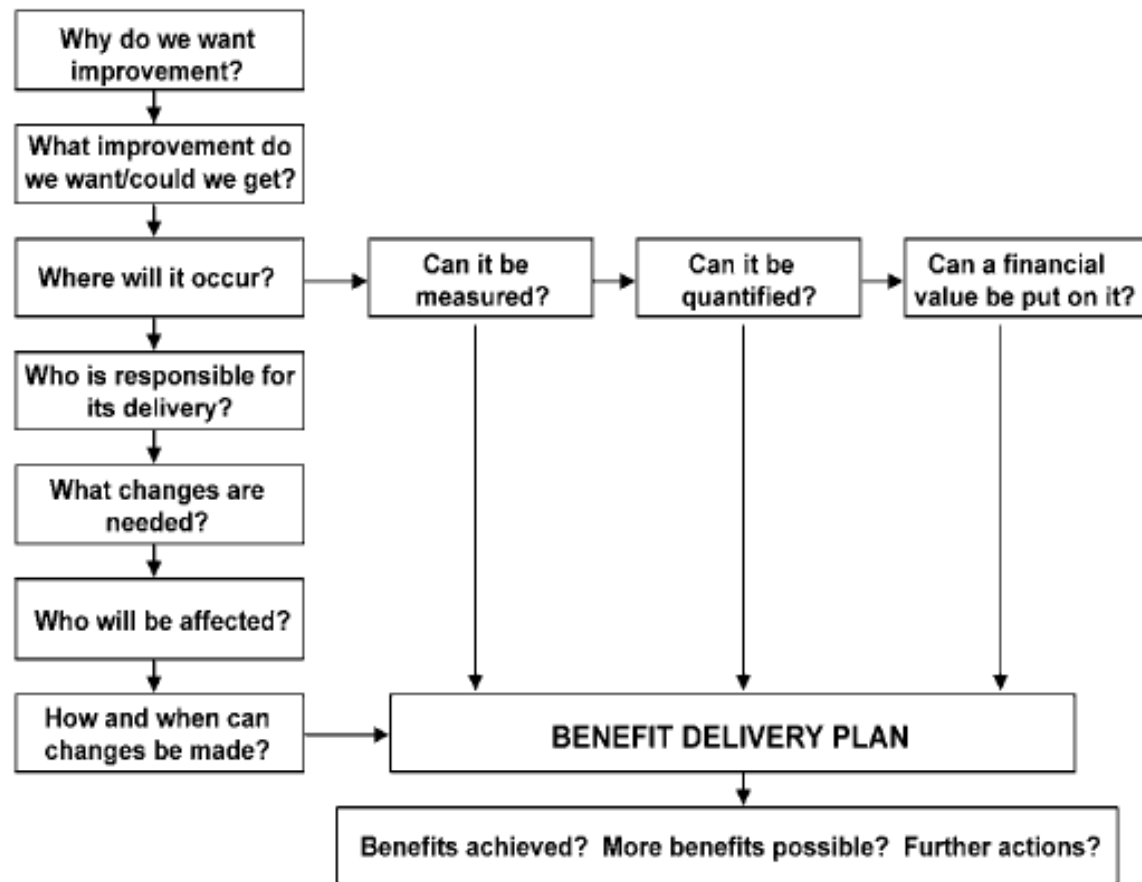 Why do we want
improvement?
What improvement do
we want/could we get?
Where will it occur?
Can it be
measured?
Can it be
quantified?
Can a financial
value be put on it?
Who is responsible for
its delivery?
What changes are
needed?
Who will be affected?
How and when can
changes be made?
BENEFIT DELIVERY PLAN
Benefits achieved? More benefits possible? Further actions?